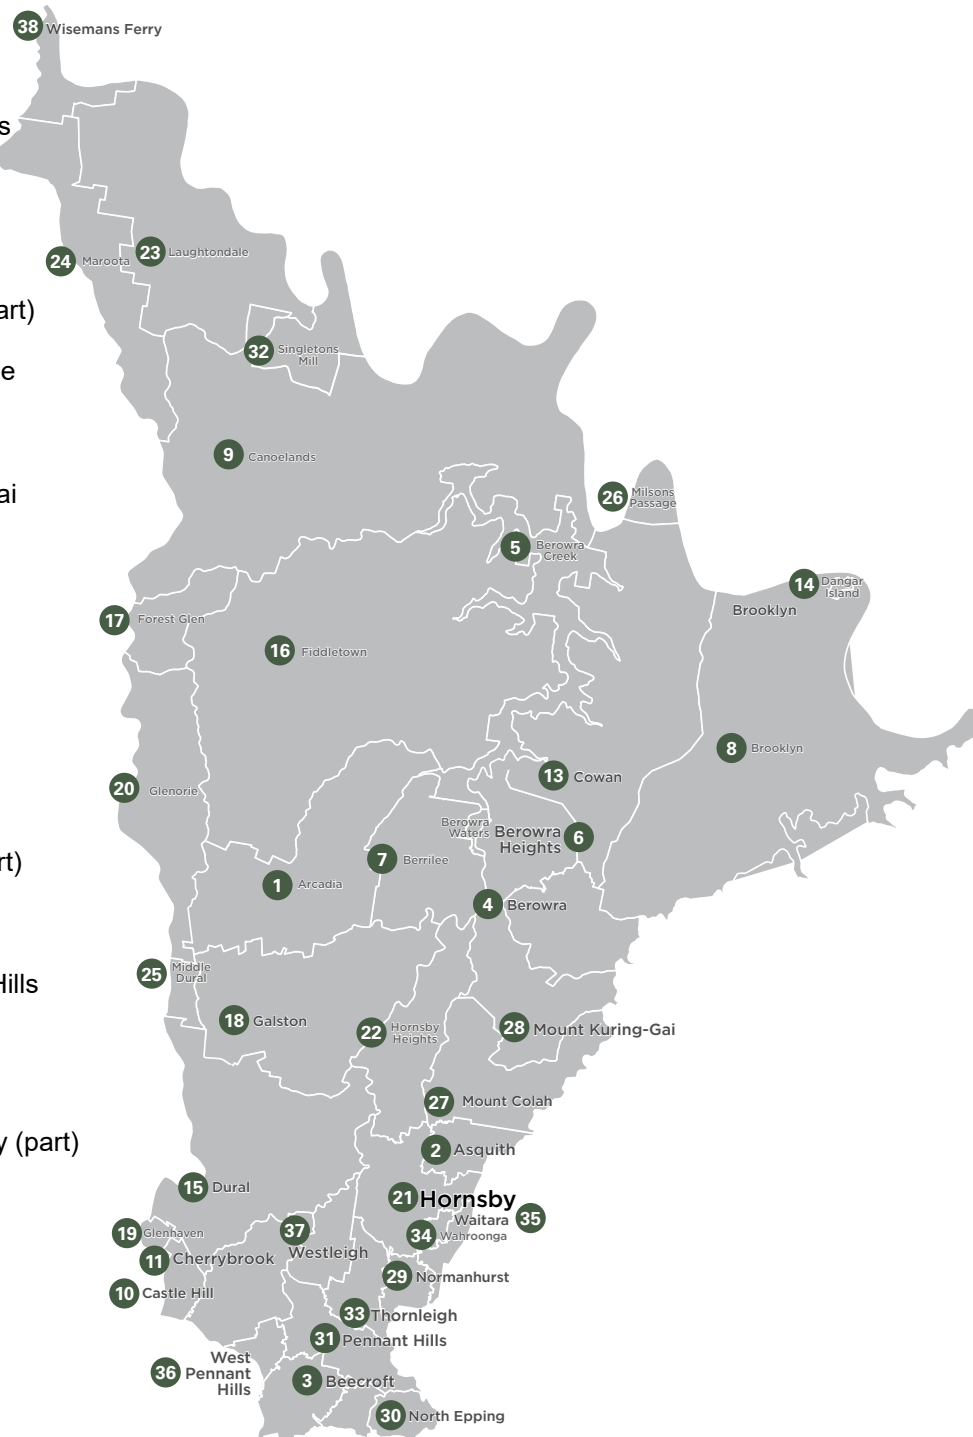 38 Wisemans Ferry
s
23 Laughtondale
24 Maroota
art)
32 Singletons
Mill
e
9 Canoelands
ai
26 Milsons
Passage
5 Berowra
Creek
14 Dangar
Island
Brooklyn
17 Forest Glen
16 Fiddletown
8 Brooklyn
13 Cowan
20 Glenorie
Berowra
Waters
Berowra
Heights 6
7 Berrilee
rt)
1 Arcadia
4 Berowra
25 Middle
Dural
Hills
18 Galston
22 Hornsby
Heights
28 Mount Kuring-Gai
27 Mount Colah
y (part)
2 Asquith
15 Dural
21 Hornsby
Waitara 35
19 Glenhaven
37
Westleigh
34 Wahroonga
11 Cherrybrook
29 Normanhurst
10 Castle Hill
33 Thornleigh
31 Pennant Hills
36 West
Pennant
Hills
3 Beecroft
30 North Epping